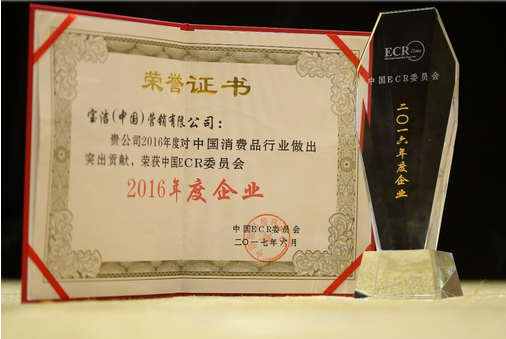 荣誉证书
宝洁(中国)营销有限公司:
贵公司2016年度对中国消费品行业做出
突出贡献,荣获中国ECR委员会
2016年度企业
中国ECR委员会
二〇一七年六月
ECR China
中国ECR委员会
二〇一六年度企业